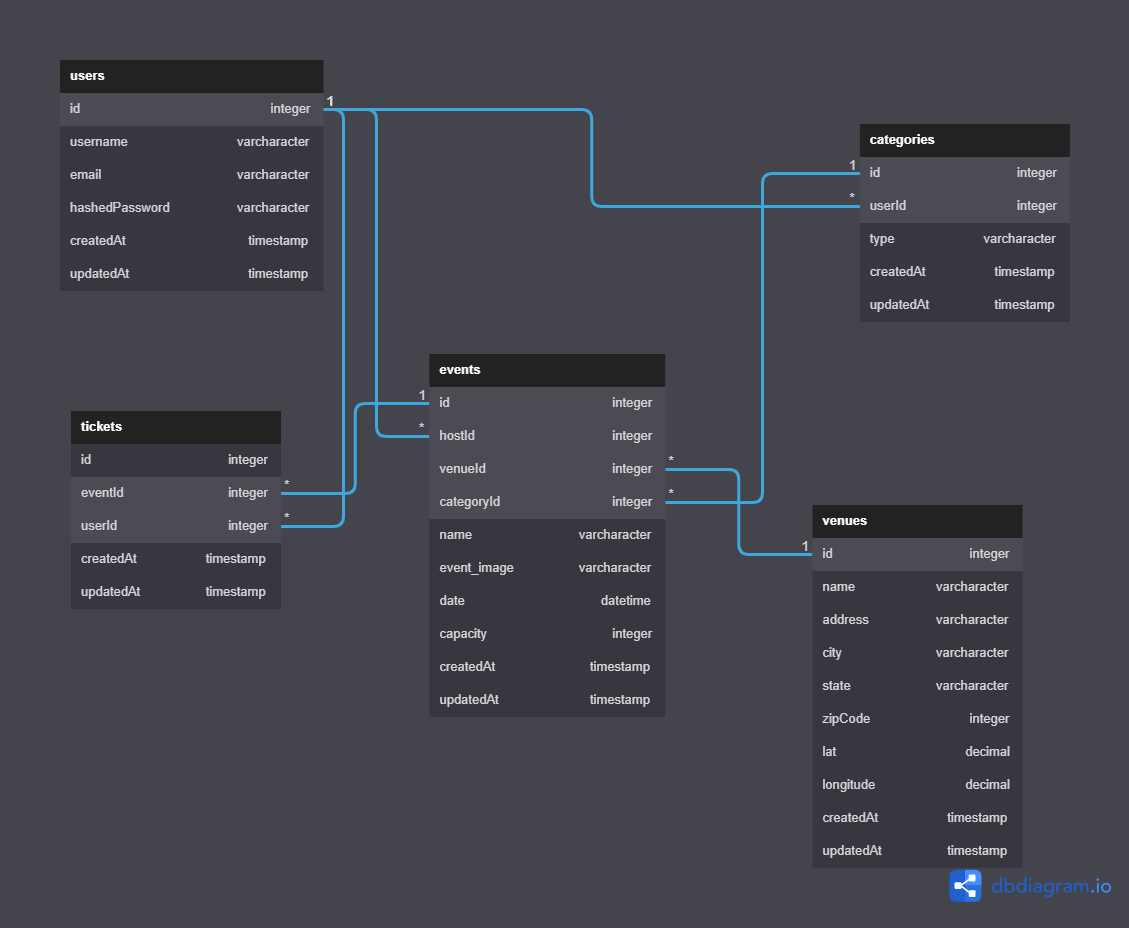 users
id integer 1
username varcharacter
email varcharacter
hashedPassword varcharacter
createdAt timestamp
updatedAt timestamp
categories
1 id integer
* userId integer
type varcharacter
createdAt timestamp
updatedAt timestamp
events
1 id integer
* hostId integer
venueId integer *
categoryId integer *
name varcharacter
event_image varcharacter
date datetime
capacity integer
createdAt timestamp
updatedAt timestamp
tickets
id integer
eventId integer *
userId integer *
createdAt timestamp
updatedAt timestamp
venues
1 id integer
name varcharacter
address varcharacter
city varcharacter
state varcharacter
zipCode integer
lat decimal
longitude decimal
createdAt timestamp
updatedAt timestamp
dbdiagram.io